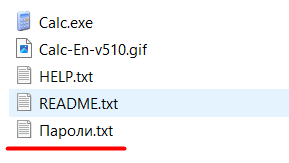 Calc.exe
Calc-En-v510.gif
HELP.txt
README.txt
Пароли.txt